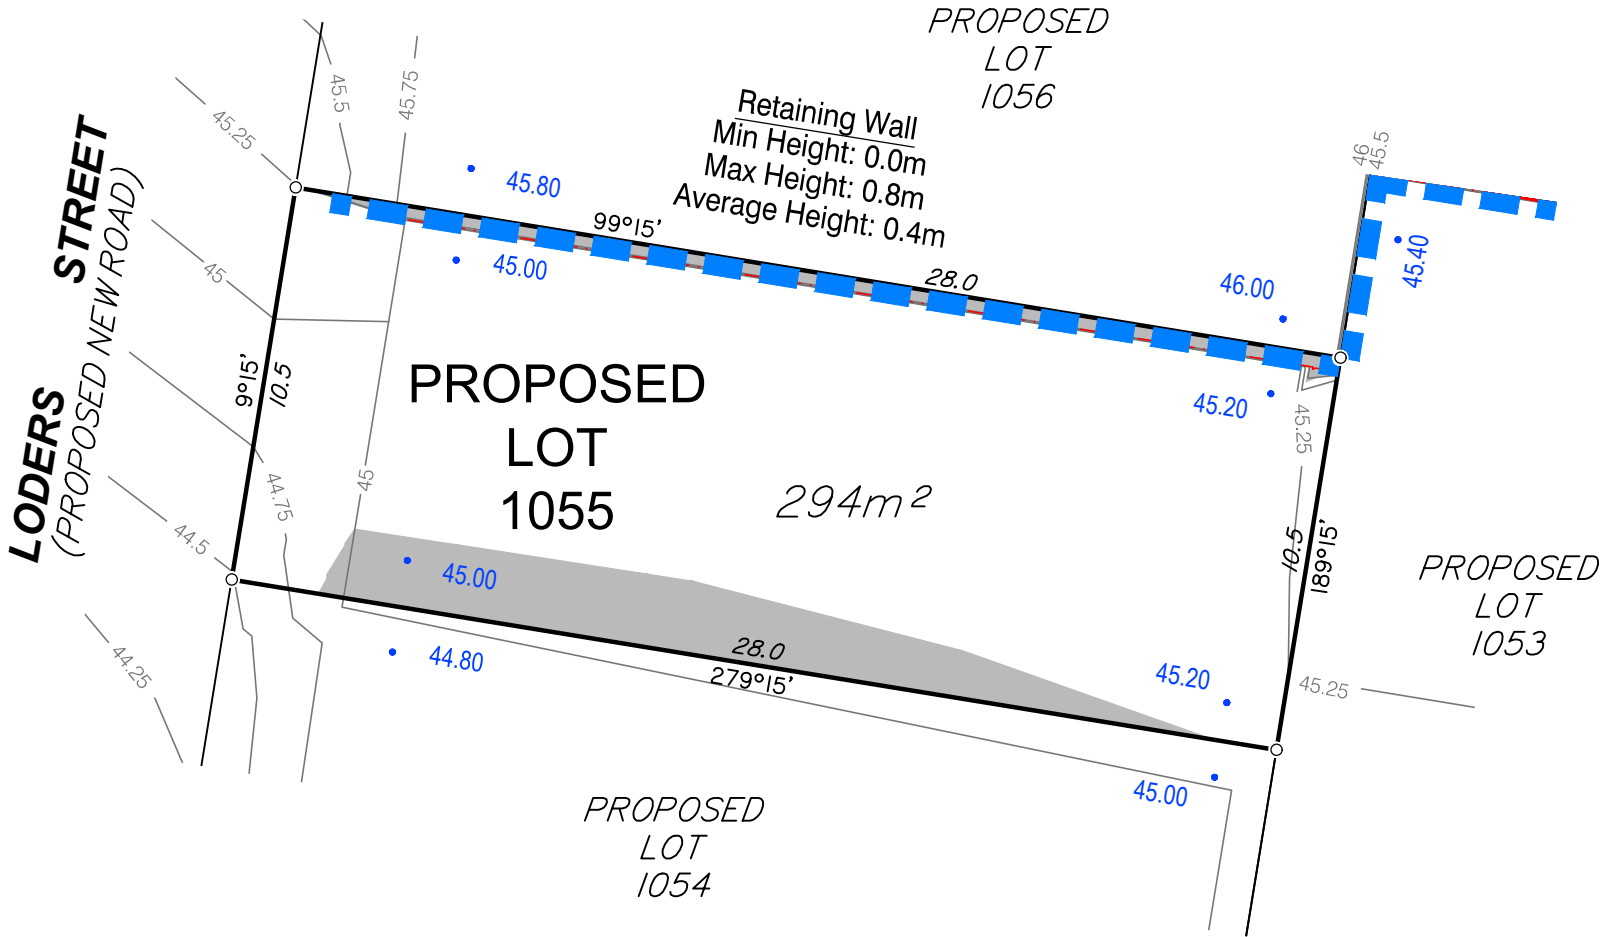 PROPOSED
LOT
1056
Retaining Wall
Min Height: 0.0m
Max Height: 0.8m
Average Height: 0.4m
45.25
45.5
45.75
46
45.5
45.80
99°15'
45.00
28.0
46.00
45.40
LODERS STREET
(PROPOSED NEW ROAD)
45
9°15'
10.5
PROPOSED
LOT
1055
294m²
45.20
45.25
45
44.75
44.5
10.5
189°15'
PROPOSED
LOT
1053
45.00
44.80
28.0
279°15'
45.20
45.25
44.25
45.00
PROPOSED
LOT
1054